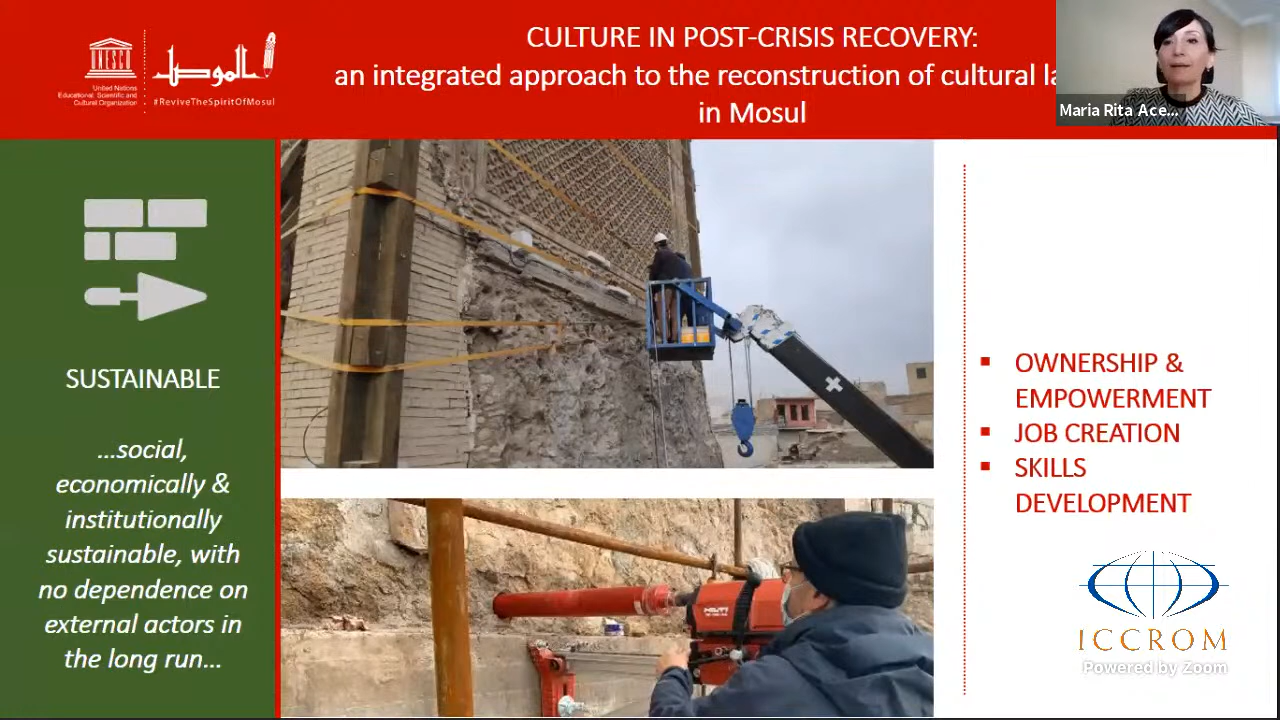 CULTURE IN POST-CRISIS RECOVERY:
an integrated approach to the reconstruction of cultural la
in Mosul
UNESCO
United Nations
Educational, Scientific and
Cultural Organization
الموصل
#ReviveTheSpiritOfMosul
Maria Rita Ace...
SUSTAINABLE
...social,
economically &
institutionally
sustainable, with
no dependence on
external actors in
the long run...
HILTI
▪ OWNERSHIP &
EMPOWERMENT
▪ JOB CREATION
▪ SKILLS
DEVELOPMENT
ICCROM
Powered by Zoom